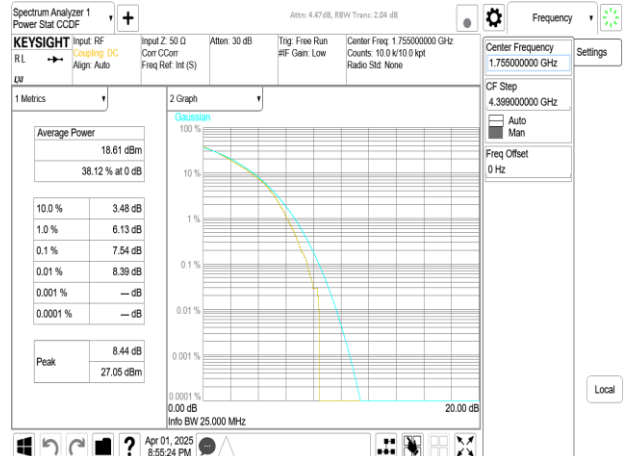 Spectrum Analyzer 1
Power Stat CCDF
Attn: 4.47dB, RBW Trans: 2.04 dB
Frequency
KEYSIGHT
Input: RF
Coupling: DC
Align: Auto
Input Z: 50 Ω
Corr CCorr
Freq Ref: Int (S)
Atten: 30 dB
Trig: Free Run
#IF Gain: Low
Center Freq: 1.755000000 GHz
Counts: 10.0 k/10.0 kpt
Radio Std: None
RL
LXI
Center Frequency
1.755000000 GHz
Settings
CF Step
4.399000000 GHz
Auto
Man
Freq Offset
0 Hz
1 Metrics
Average Power
18.61 dBm
38.12 % at 0 dB
10.0 % 3.48 dB
1.0 % 6.13 dB
0.1 % 7.54 dB
0.01 % 8.39 dB
0.001 % --- dB
0.0001 % --- dB
Peak
8.44 dB
27.05 dBm
2 Graph
Gaussian
100 %
10 %
1 %
0.1 %
0.01 %
0.001 %
0.0001 %
0.00 dB 20.00 dB
Info BW 25.000 MHz
Local
?
Apr 01, 2025
8:55:24 PM